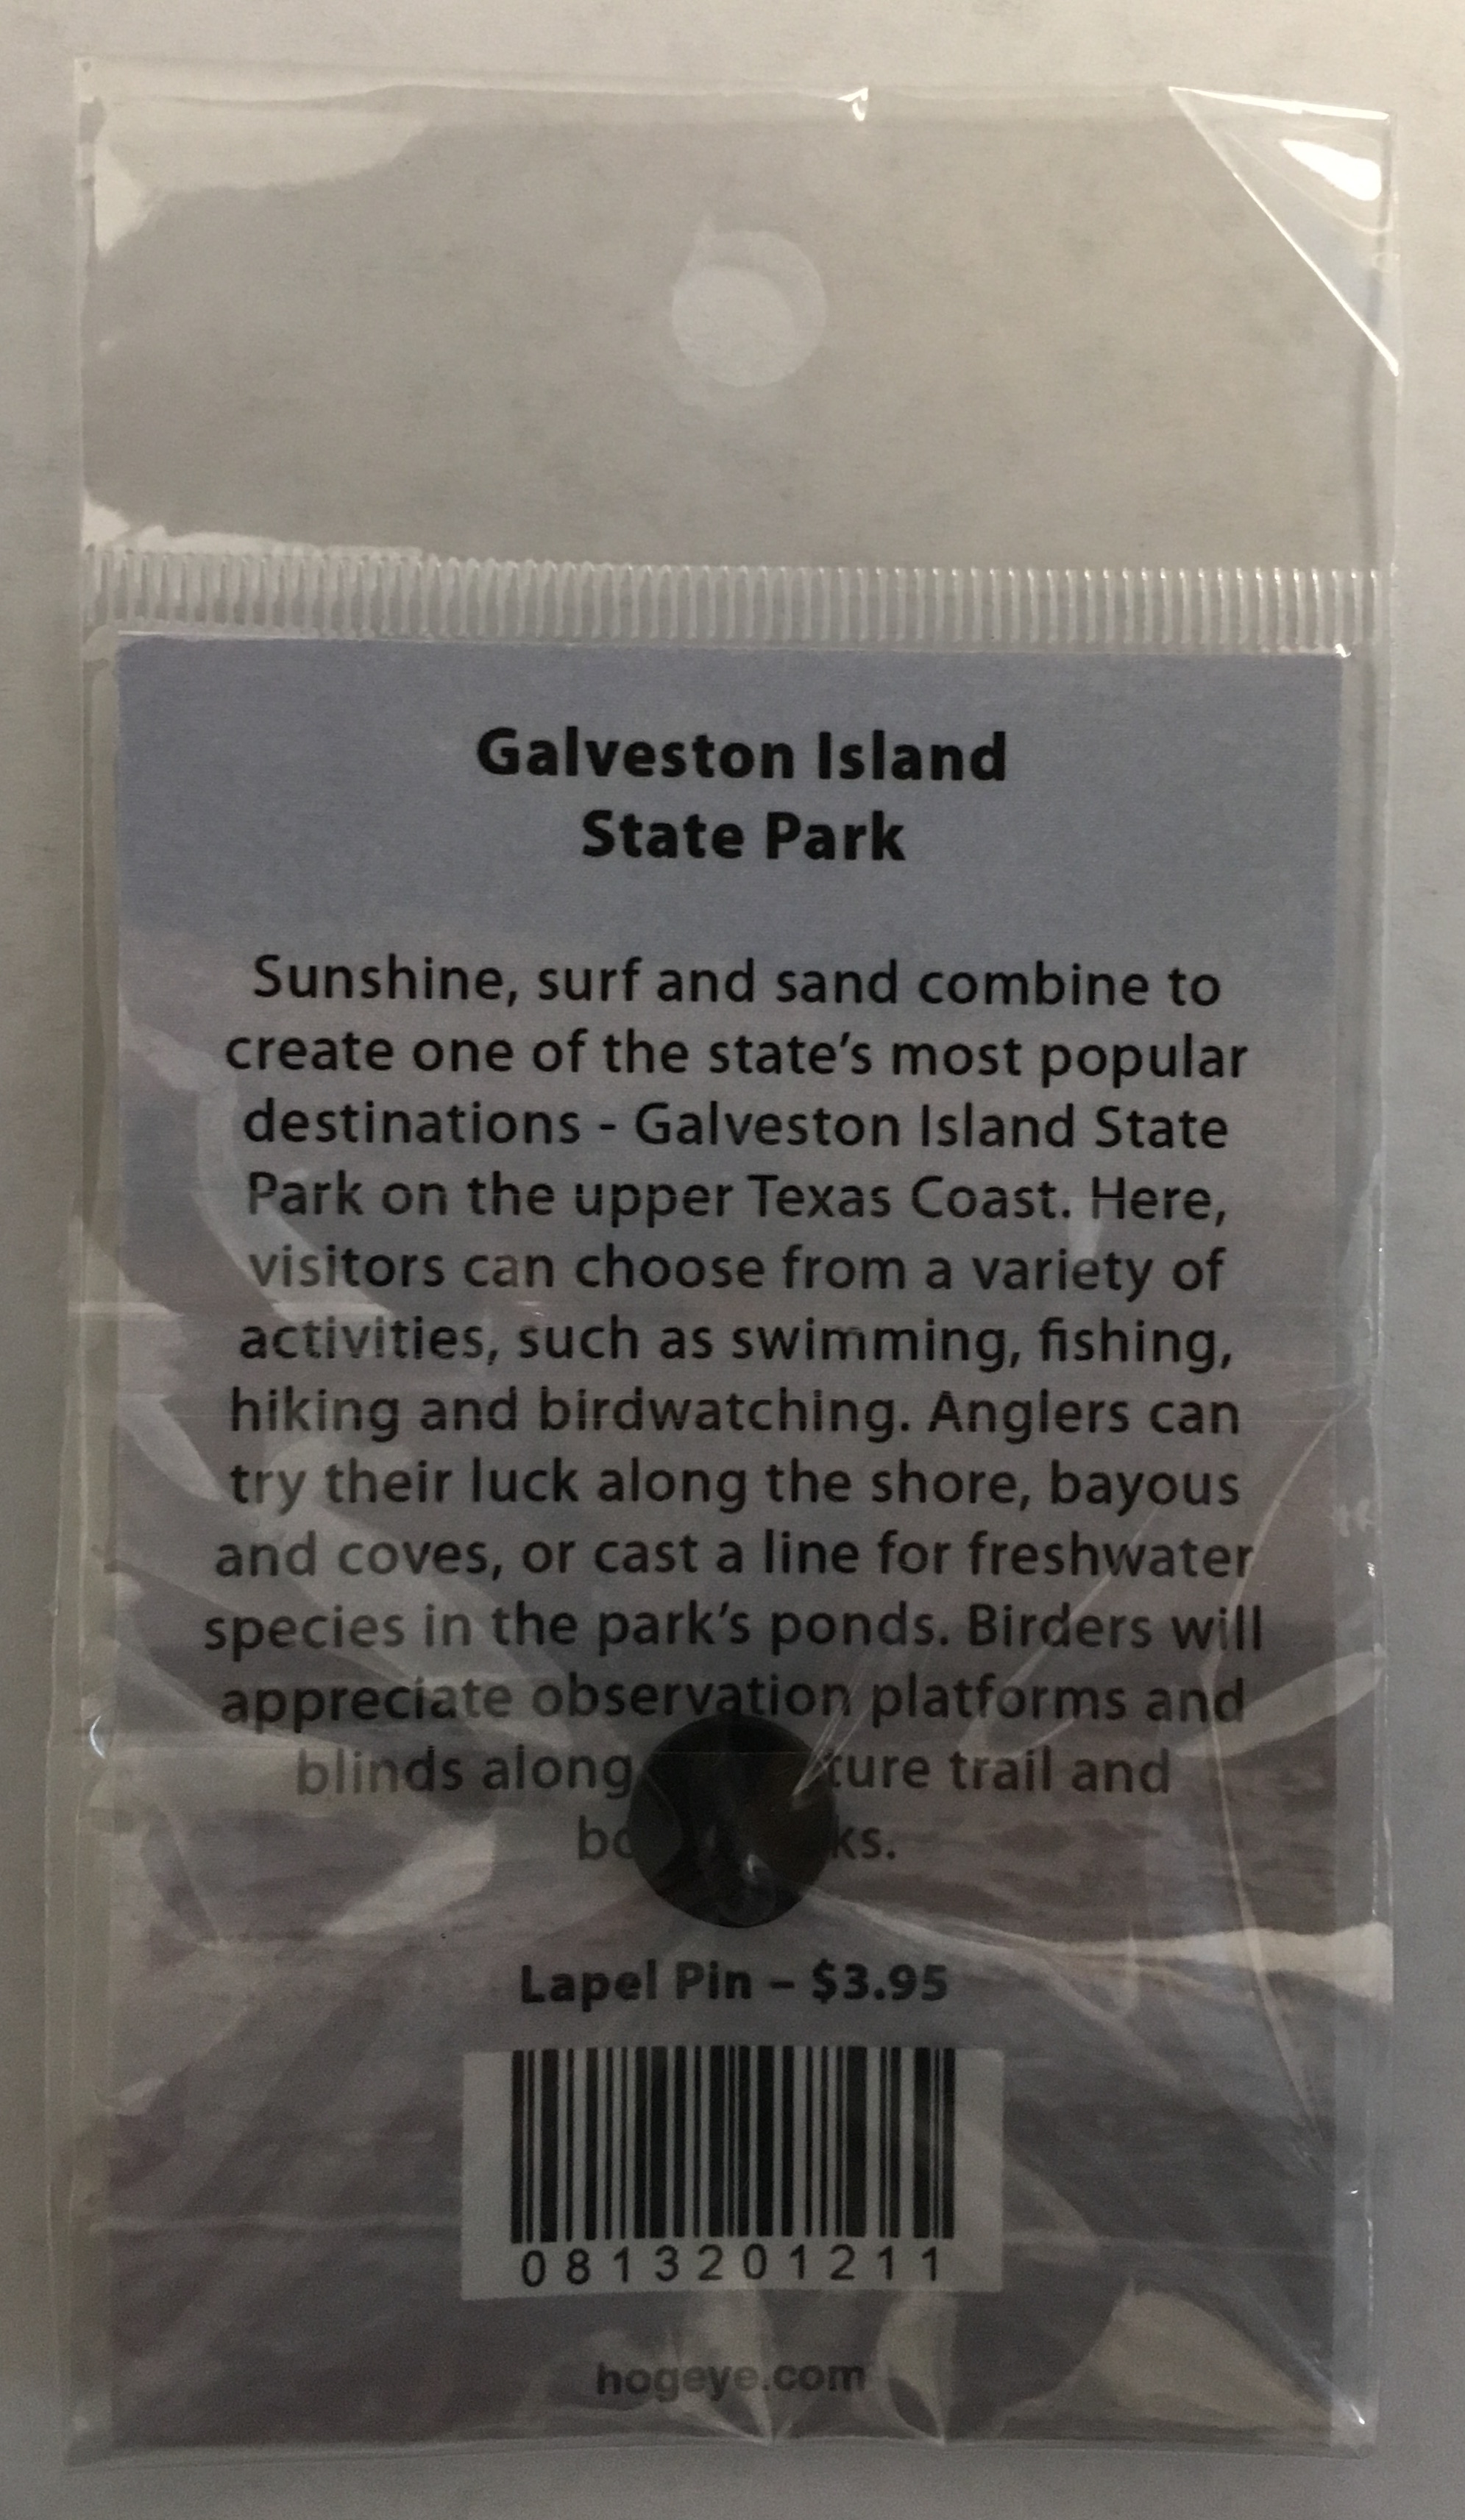 Galveston Island
State Park
Sunshine, surf and sand combine to
create one of the state's most popular
destinations - Galveston Island State
Park on the upper Texas Coast. Here,
visitors can choose from a variety of
activities, such as swimming, fishing,
hiking and birdwatching. Anglers can
try their luck along the shore, bayous
and coves, or cast a line for freshwater
species in the park's ponds. Birders will
appreciate observation platforms and
blinds along trail and
Lapel Pin – $3.95
0813201211
hogeye.com